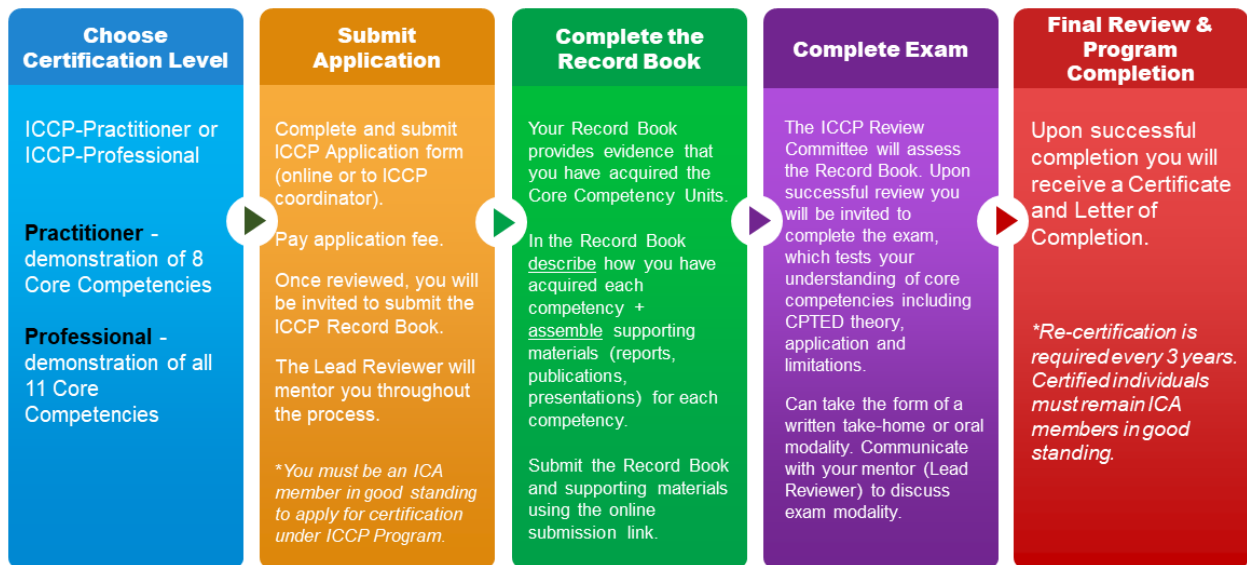 Choose
Certification Level
ICCP-Practitioner or
ICCP-Professional
Practitioner -
demonstration of 8
Core Competencies
Professional -
demonstration of all
11 Core
Competencies
Submit
Application
Complete and submit
ICCP Application form
(online or to ICCP
coordinator).
Pay application fee.
Once reviewed, you will
be invited to submit the
ICCP Record Book.
The Lead Reviewer will
mentor you throughout
the process.
*You must be an ICA
member in good standing
to apply for certification
under ICCP Program.
Complete the
Record Book
Your Record Book
provides evidence that
you have acquired the
Core Competency Units.
In the Record Book
describe how you have
acquired each
competency +
assemble supporting
materials (reports,
publications,
presentations) for each
competency.
Submit the Record Book
and supporting materials
using the online
submission link.
Complete Exam
The ICCP Review
Committee will assess
the Record Book. Upon
successful review you
will be invited to
complete the exam,
which tests your
understanding of core
competencies including
CPTED theory,
application and
limitations.
Can take the form of a
written take-home or oral
modality. Communicate
with your mentor (Lead
Reviewer) to discuss
exam modality.
Final Review &
Program
Completion
Upon successful
completion you will
receive a Certificate
and Letter of
Completion.
*Re-certification is
required every 3 years.
Certified individuals
must remain ICA
members in good
standing.